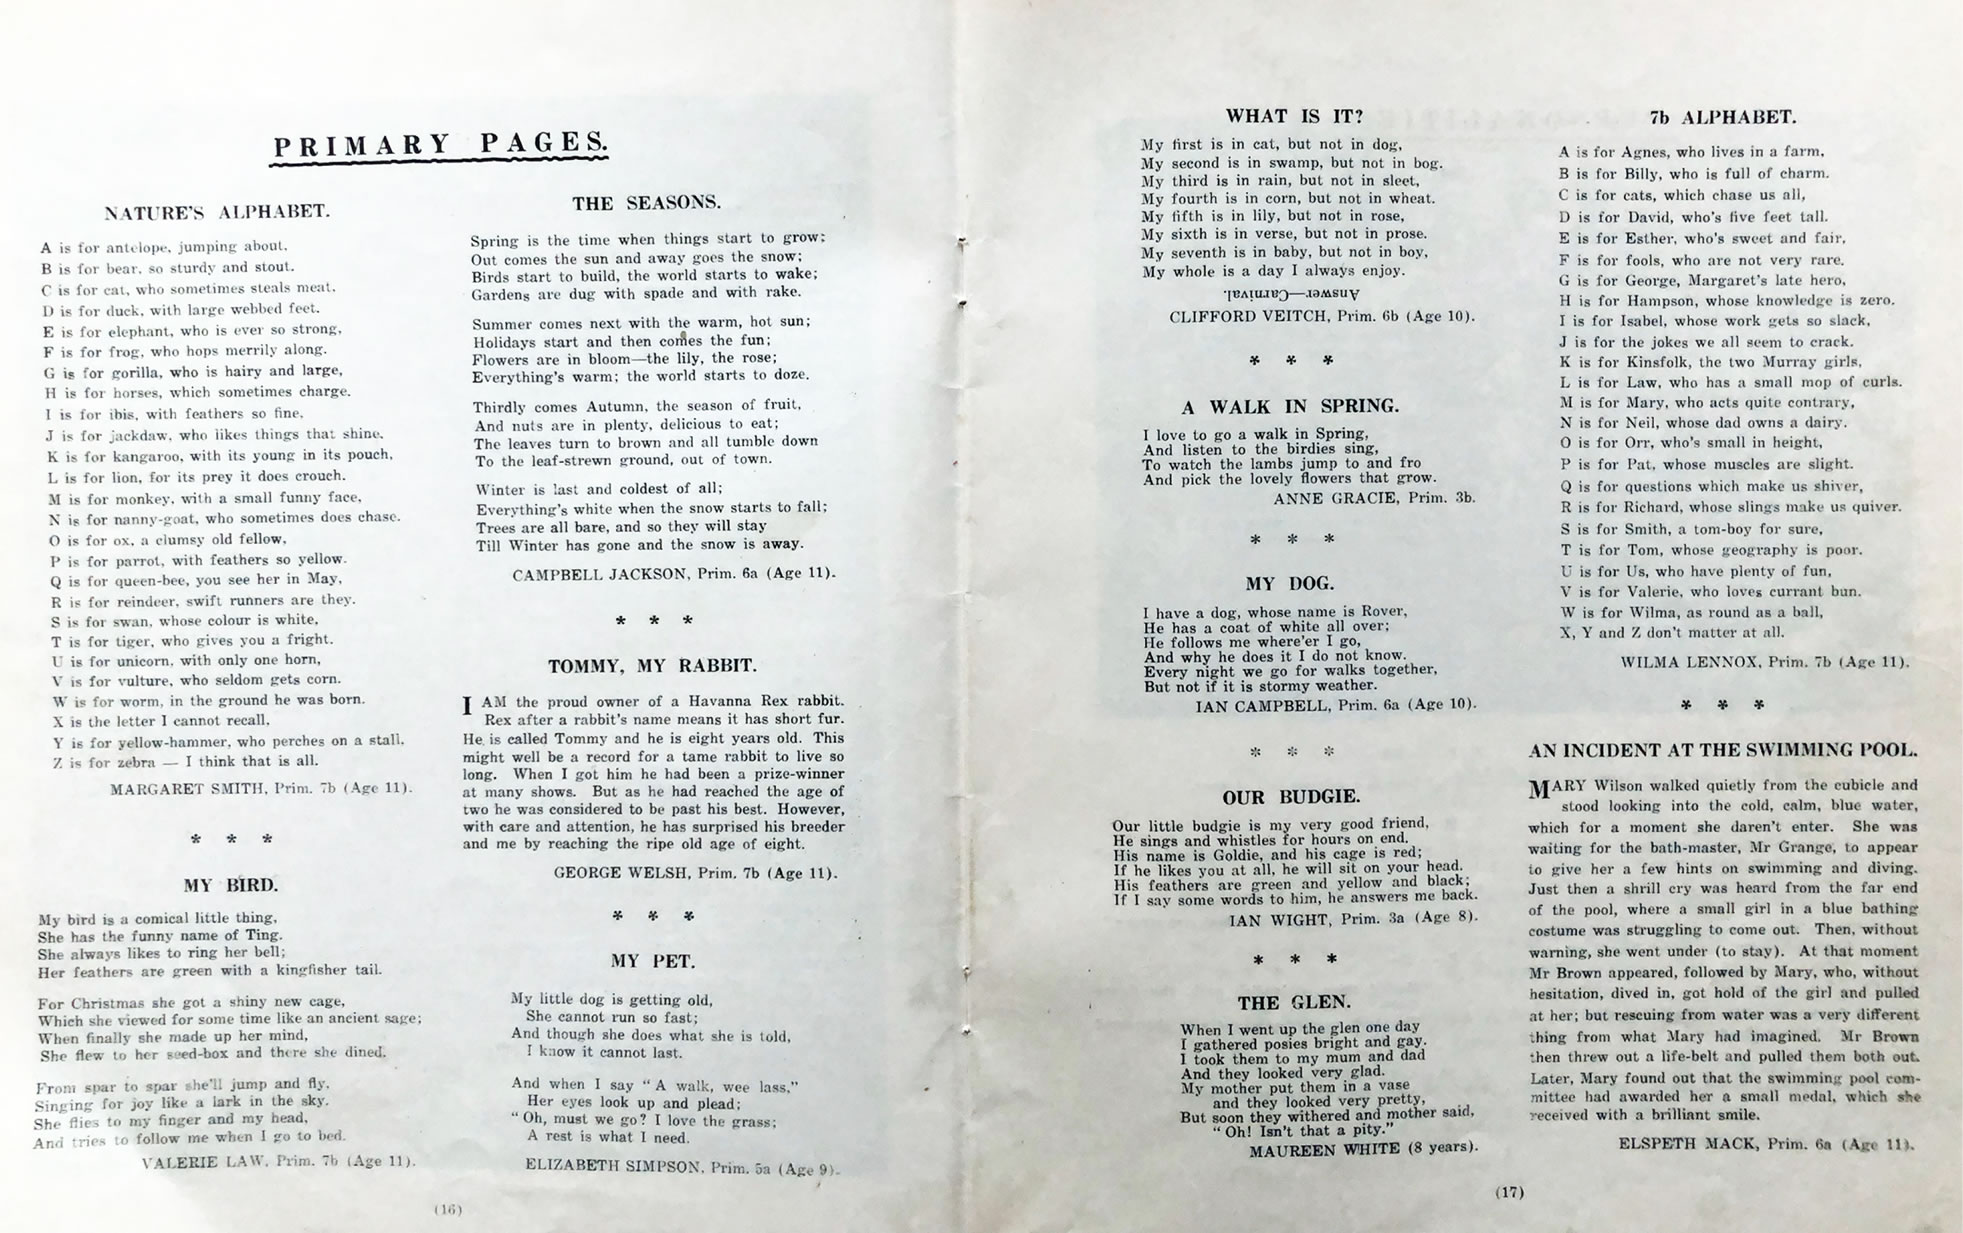 PRIMARY PAGES.
NATURE'S ALPHABET.
A is for antelope, jumping about,
B is for bear, so sturdy and stout.
C is for cat, who sometimes steals meat,
D is for duck, with large webbed feet.
E is for elephant, who is ever so strong,
F is for frog, who hops merrily along.
G is for gorilla, who is hairy and large,
H is for horses, which sometimes charge.
I is for ibis, with feathers so fine,
J is for jackdaw, who likes things that shine.
K is for kangaroo, with its young in its pouch,
L is for lion, for its prey it does crouch.
M is for monkey, with a small funny face,
N is for nanny-goat, who sometimes does chase.
O is for ox, a clumsy old fellow,
P is for parrot, with feathers so yellow.
Q is for queen-bee, you see her in May,
R is for reindeer, swift runners are they.
S is for swan, whose colour is white,
T is for tiger, who gives you a fright.
U is for unicorn, with only one horn,
V is for vulture, who seldom gets corn.
W is for worm, in the ground he was born.
X is the letter I cannot recall,
Y is for yellow-hammer, who perches on a stall.
Z is for zebra — I think that is all.
MARGARET SMITH, Prim. 7b (Age 11).
* * *
MY BIRD.
My bird is a comical little thing,
She has the funny name of Ting.
She always likes to ring her bell;
Her feathers are green with a kingfisher tail.
For Christmas she got a shiny new cage,
Which she viewed for some time like an ancient sage;
When finally she made up her mind,
She flew to her seed-box and there she dined.
From spar to spar she'll jump and fly,
Singing for joy like a lark in the sky.
She flies to my finger and my head,
And tries to follow me when I go to bed.
VALERIE LAW, Prim. 7b (Age 11).
THE SEASONS.
Spring is the time when things start to grow;
Out comes the sun and away goes the snow;
Birds start to build, the world starts to wake;
Gardens are dug with spade and with rake.
Summer comes next with the warm, hot sun;
Holidays start and then comes the fun;
Flowers are in bloom—the lily, the rose;
Everything's warm; the world starts to doze.
Thirdly comes Autumn, the season of fruit,
And nuts are in plenty, delicious to eat;
The leaves turn to brown and all tumble down
To the leaf-strewn ground, out of town.
Winter is last and coldest of all;
Everything's white when the snow starts to fall;
Trees are all bare, and so they will stay
Till Winter has gone and the snow is away.
CAMPBELL JACKSON, Prim. 6a (Age 11).
* * *
TOMMY, MY RABBIT.
I AM the proud owner of a Havanna Rex rabbit.
Rex after a rabbit's name means it has short fur.
He is called Tommy and he is eight years old. This
might well be a record for a tame rabbit to live so
long. When I got him he had been a prize-winner
at many shows. But as he had reached the age of
two he was considered to be past his best. However,
with care and attention, he has surprised his breeder
and me by reaching the ripe old age of eight.
GEORGE WELSH, Prim. 7b (Age 11).
* * *
MY PET.
My little dog is getting old,
She cannot run so fast;
And though she does what she is told,
I know it cannot last.
And when I say "A walk, wee lass,"
Her eyes look up and plead;
"Oh, must we go? I love the grass;
A rest is what I need.
ELIZABETH SIMPSON, Prim. 5a (Age 9).
(16)
WHAT IS IT?
My first is in cat, but not in dog,
My second is in swamp, but not in bog.
My third is in rain, but not in sleet,
My fourth is in corn, but not in wheat.
My fifth is in lily, but not in rose,
My sixth is in verse, but not in prose.
My seventh is in baby, but not in boy,
My whole is a day I always enjoy.
Answer—Carnival.
CLIFFORD VEITCH, Prim. 6b (Age 10).
* * *
A WALK IN SPRING.
I love to go a walk in Spring,
And listen to the birdies sing,
To watch the lambs jump to and fro
And pick the lovely flowers that grow.
ANNE GRACIE, Prim. 3b.
* * *
MY DOG.
I have a dog, whose name is Rover,
He has a coat of white all over;
He follows me where'er I go,
And why he does it I do not know.
Every night we go for walks together,
But not if it is stormy weather.
IAN CAMPBELL, Prim. 6a (Age 10).
* * *
OUR BUDGIE.
Our little budgie is my very good friend,
He sings and whistles for hours on end.
His name is Goldie, and his cage is red;
If he likes you at all, he will sit on your head.
His feathers are green and yellow and black;
If I say some words to him, he answers me back.
IAN WIGHT, Prim. 3a (Age 8).
* * *
THE GLEN.
When I went up the glen one day
I gathered posies bright and gay.
I took them to my mum and dad
And they looked very glad.
My mother put them in a vase
and they looked very pretty,
But soon they withered and mother said,
"Oh! Isn't that a pity."
MAUREEN WHITE (8 years).
7b ALPHABET.
A is for Agnes, who lives in a farm,
B is for Billy, who is full of charm.
C is for cats, which chase us all,
D is for David, who's five feet tall.
E is for Esther, who's sweet and fair,
F is for fools, who are not very rare.
G is for George, Margaret's late hero,
H is for Hampson, whose knowledge is zero.
I is for Isabel, whose work gets so slack,
J is for the jokes we all seem to crack.
K is for Kinsfolk, the two Murray girls,
L is for Law, who has a small mop of curls.
M is for Mary, who acts quite contrary,
N is for Neil, whose dad owns a dairy.
O is for Orr, who's small in height,
P is for Pat, whose muscles are slight.
Q is for questions which make us shiver,
R is for Richard, whose slings make us quiver.
S is for Smith, a tom-boy for sure,
T is for Tom, whose geography is poor.
U is for Us, who have plenty of fun,
V is for Valerie, who loves currant bun.
W is for Wilma, as round as a ball,
X, Y and Z don't matter at all.
WILMA LENNOX, Prim. 7b (Age 11).
* * *
AN INCIDENT AT THE SWIMMING POOL.
MARY Wilson walked quietly from the cubicle and
stood looking into the cold, calm, blue water,
which for a moment she daren't enter. She was
waiting for the bath-master, Mr Grange, to appear
to give her a few hints on swimming and diving.
Just then a shrill cry was heard from the far end
of the pool, where a small girl in a blue bathing
costume was struggling to come out. Then, without
warning, she went under (to stay). At that moment
Mr Brown appeared, followed by Mary, who, without
hesitation, dived in, got hold of the girl and pulled
at her; but rescuing from water was a very different
thing from what Mary had imagined. Mr Brown
then threw out a life-belt and pulled them both out.
Later, Mary found out that the swimming pool com-
mittee had awarded her a small medal, which she
received with a brilliant smile.
ELSPETH MACK, Prim. 6a (Age 11).
(17)